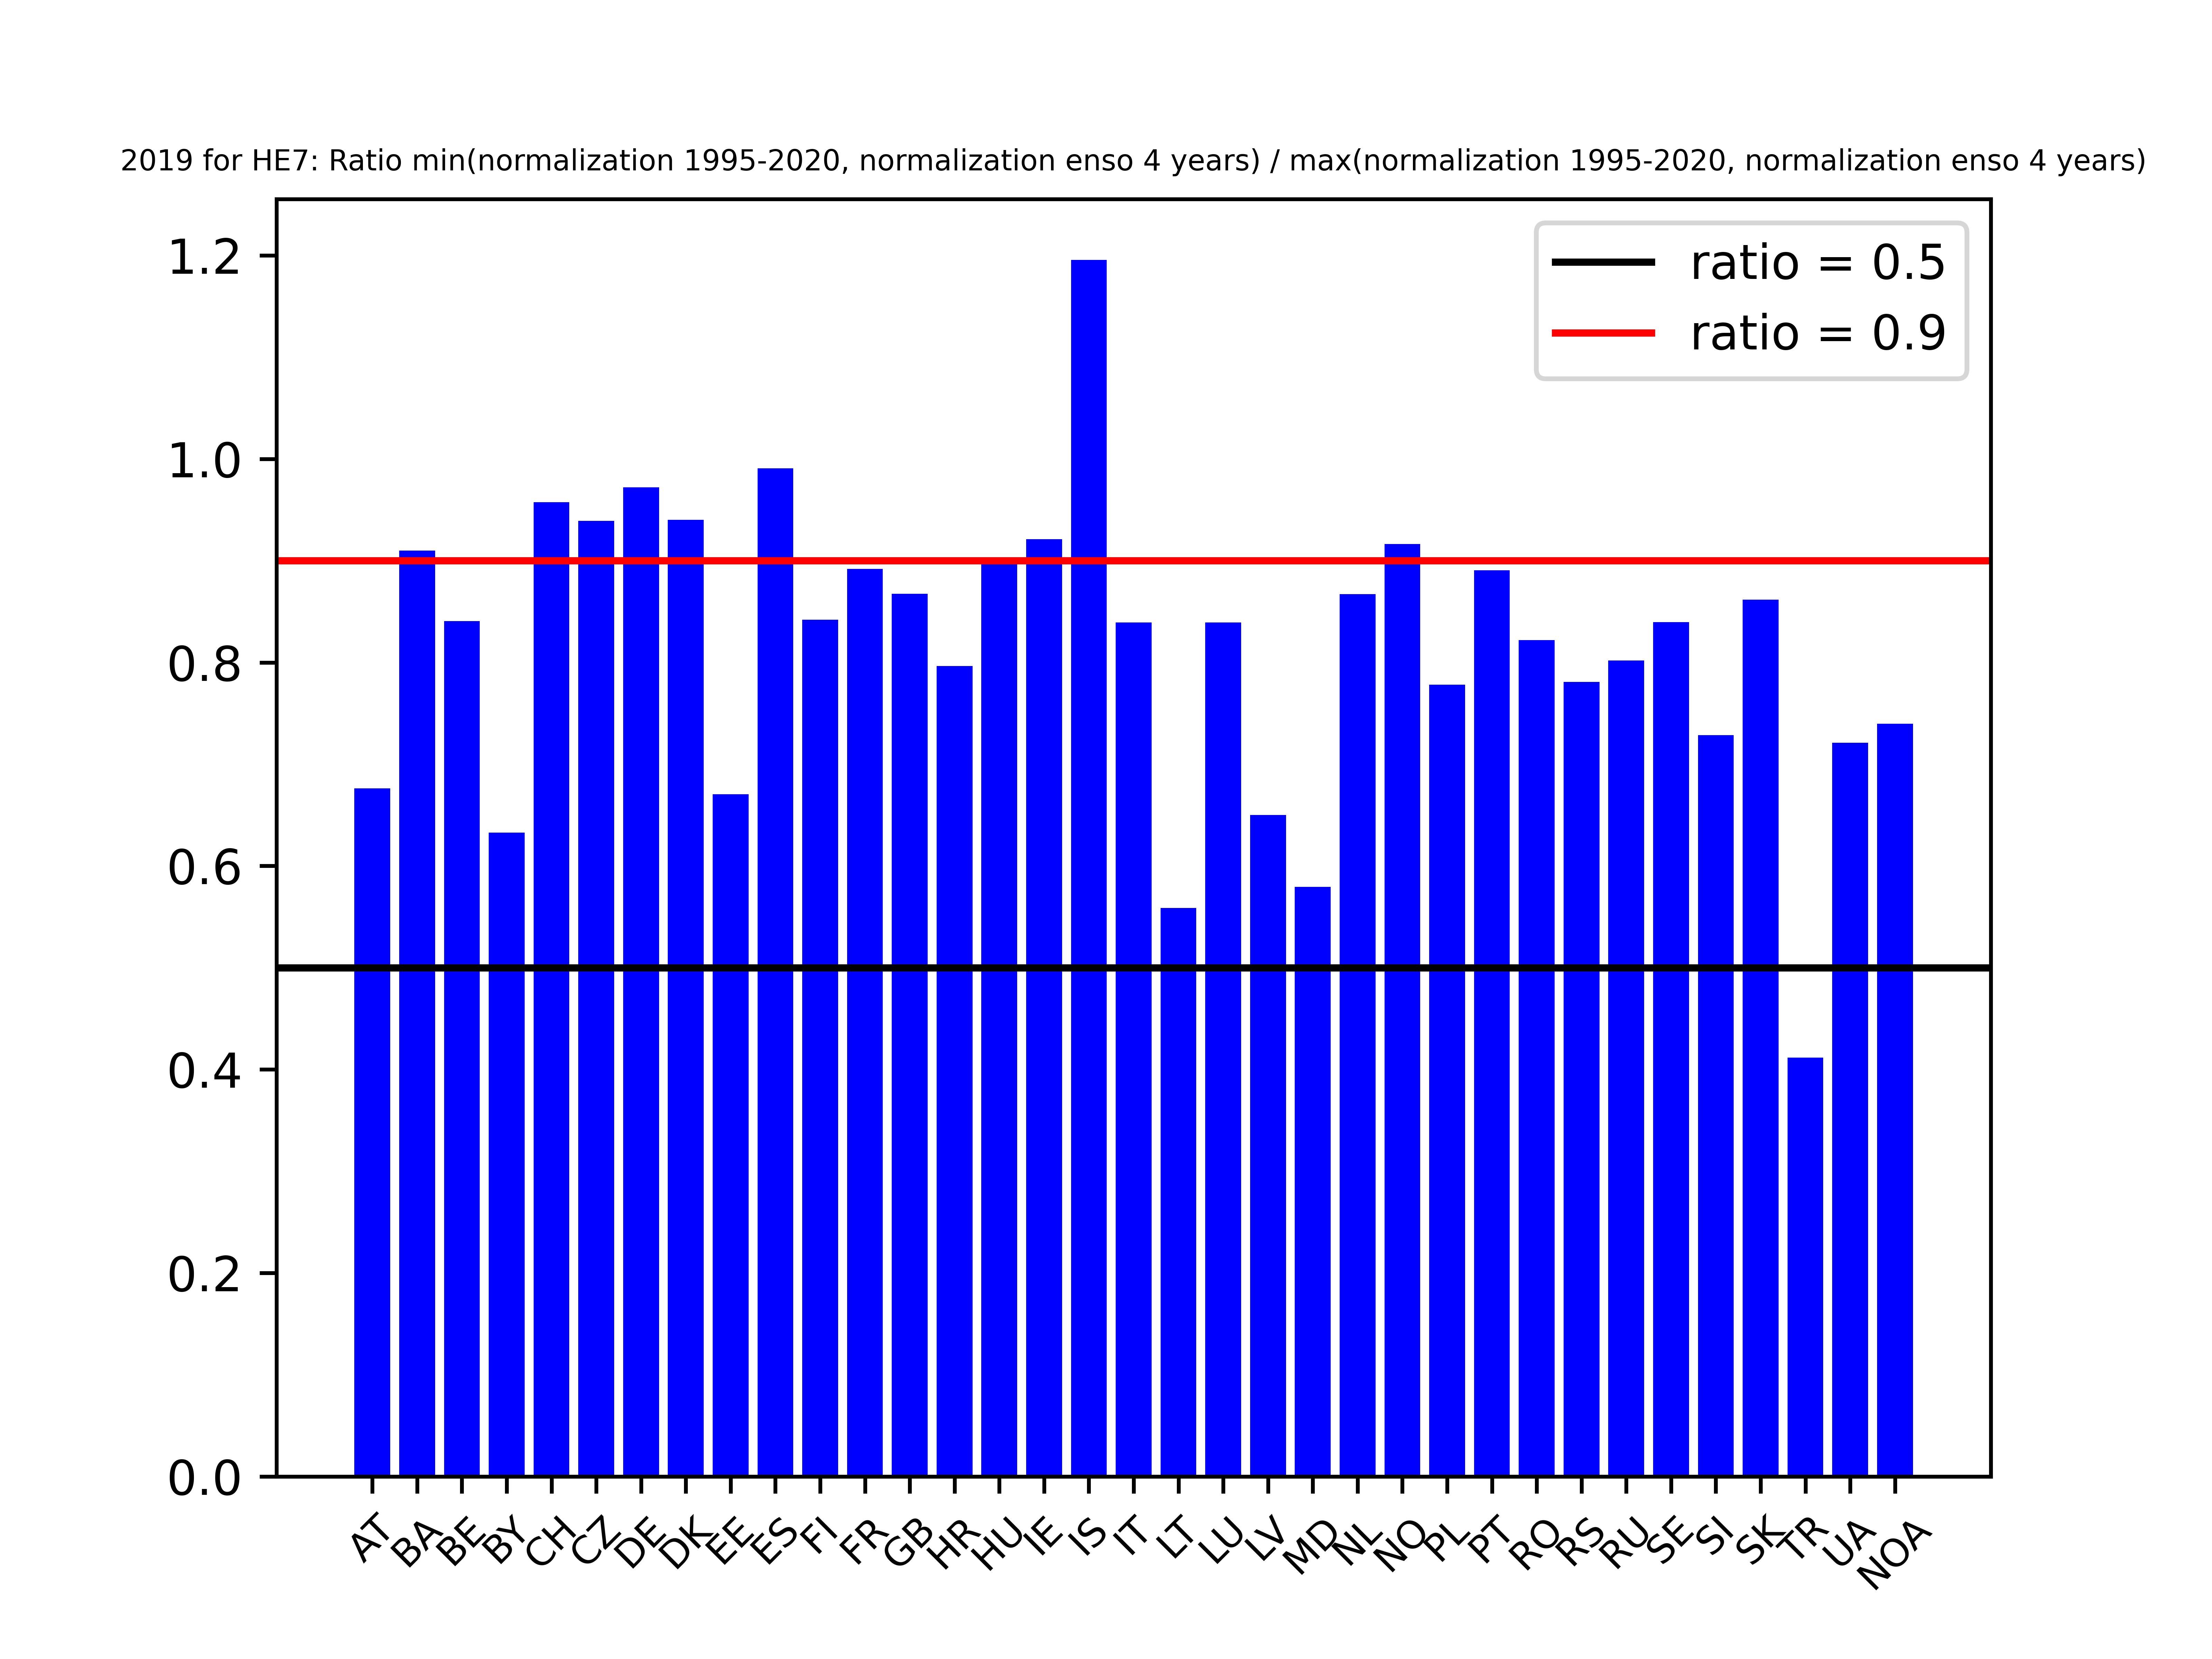 2019 for HE7: Ratio min(normalization 1995-2020, normalization enso 4 years) / max(normalization 1995-2020, normalization enso 4 years)
ratio = 0.5
ratio = 0.9
1.2
1.0
0.8
0.6
0.4
0.2
0.0
AT BA BE BY CH CZ DE DK EE ES FI FR GB HR HU IE IS IT LT LU LV MD NL NO PL PT RO RS RU SE SI SK TR UA NOA